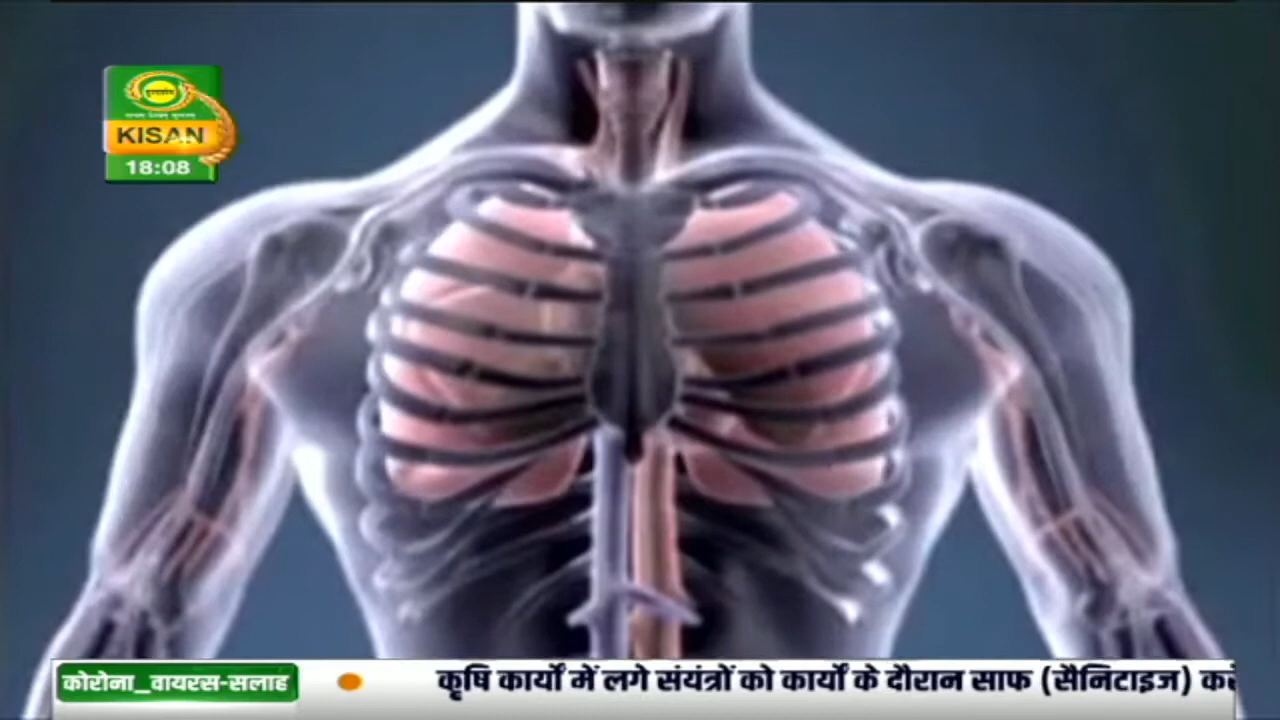 KISAN
18:08
कोरोना_वायरस-सलाह
कृषि कार्यों में लगे संयंत्रों को कार्यों के दौरान साफ (सैनिटाइज)